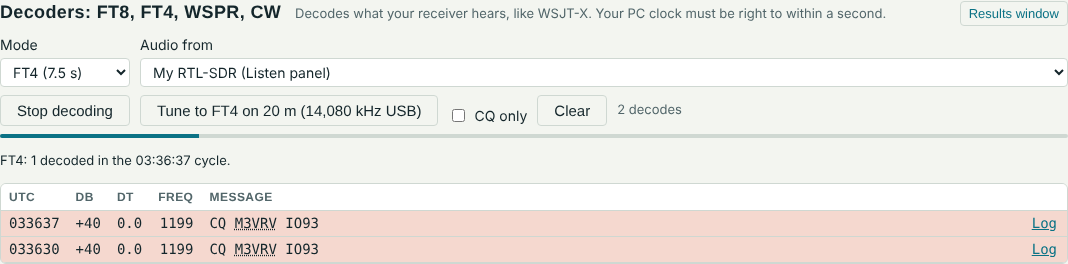 Decoders: FT8, FT4, WSPR, CW Decodes what your receiver hears, like WSJT-X. Your PC clock must be right to within a second. Results window
Mode Audio from
FT4 (7.5 s) My RTL-SDR (Listen panel)
Stop decoding Tune to FT4 on 20 m (14,080 kHz USB) CQ only Clear 2 decodes
FT4: 1 decoded in the 03:36:37 cycle.
UTC DB DT FREQ MESSAGE
033637 +40 0.0 1199 CQ M3VRV IO93 Log
033630 +40 0.0 1199 CQ M3VRV IO93 Log